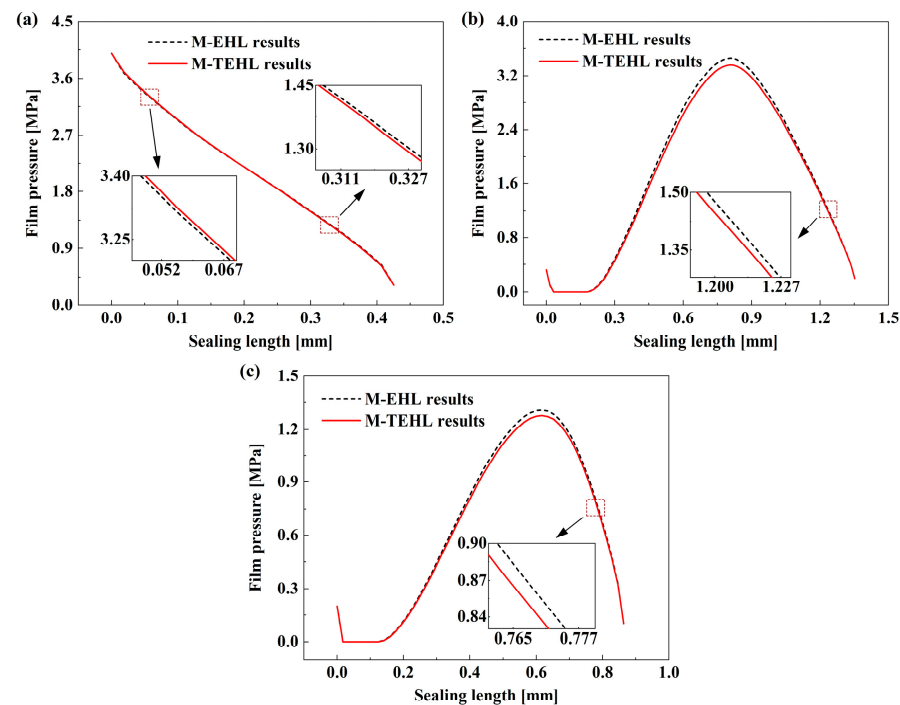 (a)
4.5
3.6
2.7
1.8
0.9
0.0
Film pressure [MPa]
M-EHL results
M-TEHL results
1.45
1.30
0.311 0.327
3.40
3.25
0.052 0.067
0.0 0.1 0.2 0.3 0.4 0.5
Sealing length [mm]
(b)
4.0
3.2
2.4
1.6
0.8
0.0
Film pressure [MPa]
M-EHL results
M-TEHL results
1.50
1.35
1.200 1.227
0.0 0.3 0.6 0.9 1.2 1.5
Sealing length [mm]
(c)
1.5
1.2
0.9
0.6
0.3
0.0
Film pressure [MPa]
M-EHL results
M-TEHL results
0.90
0.87
0.84
0.765 0.777
0.0 0.2 0.4 0.6 0.8 1.0
Sealing length [mm]